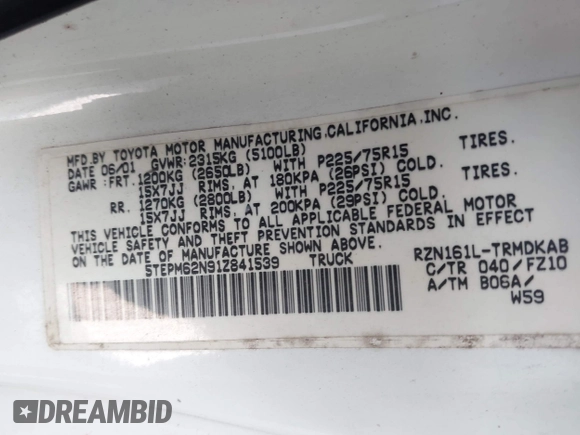 MFD.BY TOYOTA MOTOR MANUFACTURING,CALIFORNIA,INC.
DATE 06/01 GVWR:2315KG (5100LB)
GAWR:FRT.1200KG (2650LB) WITH P225/75R15 TIRES.
15X7JJ RIMS, AT 180KPA (26PSI) COLD.
RR. 1270KG (2800LB) WITH P225/75R15 TIRES.
15X7JJ RIMS, AT 200KPA (29PSI) COLD.
THIS VEHICLE CONFORMS TO ALL APPLICABLE FEDERAL MOTOR
VEHICLE SAFETY AND BUMPER STANDARDS IN EFFECT
ON THE DATE OF MANUFACTURE SHOWN ABOVE.
5TEPM62N91Z841539 TRUCK RZN161L-TRMDKAB
C/TR 040/FZ10
A/TM B06A/
W59
DREAMBID